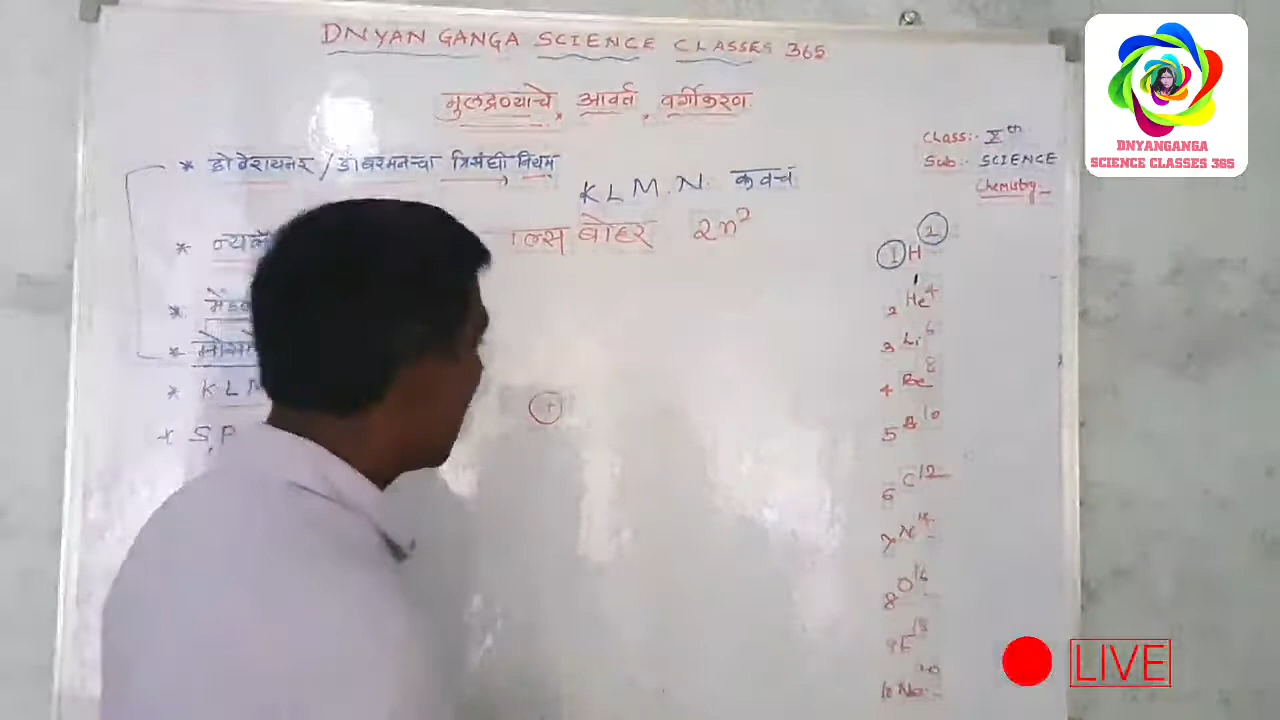 DNYAN GANGA SCIENCE CLASSES 365
मुलद्रव्याचे आवर्त वर्गीकरण
* डोबेरायनर / डोबरमनच्या त्रिसंघी नियम
K L M. N. कवचं
Class:- Xth
Sub:- SCIENCE
Chemistry
* न्यूलँ
ल्स बोहर 2n²
* में
*
* K L M
* S, P
+
1 H 1
2 He 4
3 Li 6
4 Be 8
5 B 10
6 C 12
7 N 14
8 O 16
9 F 18
10 Ne 20
DNYANGANGA
SCIENCE CLASSES 365
LIVE